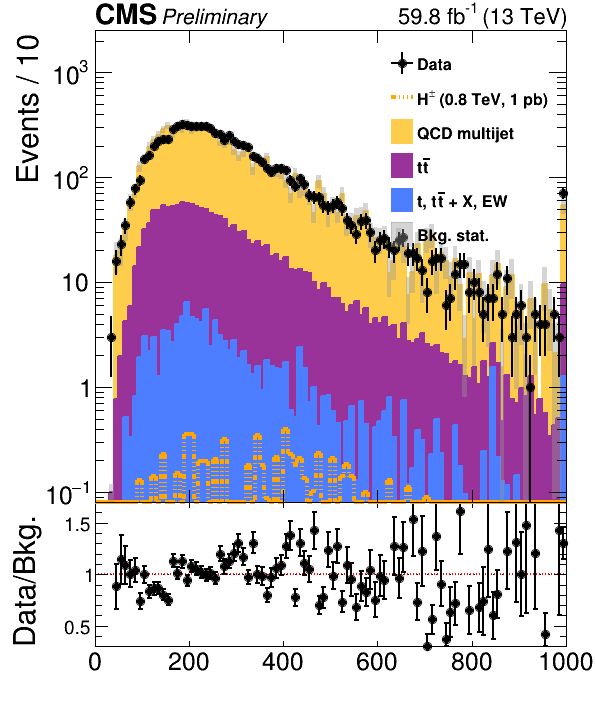 CMS Preliminary 59.8 fb⁻¹ (13 TeV)
Events / 10
10³
10²
10
1
10⁻¹
Data
H± (0.8 TeV, 1 pb)
QCD multijet
tt̄
t, tt̄ + X, EW
Bkg. stat.
Data/Bkg.
1.5
1
0.5
0 200 400 600 800 1000